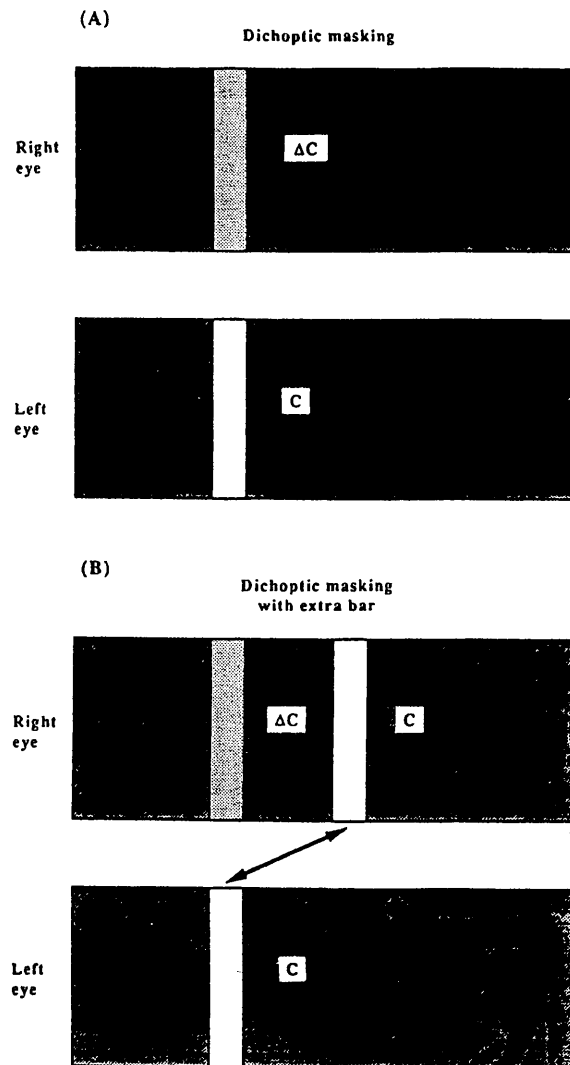 (A)
Dichoptic masking
Right
eye
ΔC
Left
eye
C
(B)
Dichoptic masking
with extra bar
Right
eye
ΔC
C
Left
eye
C